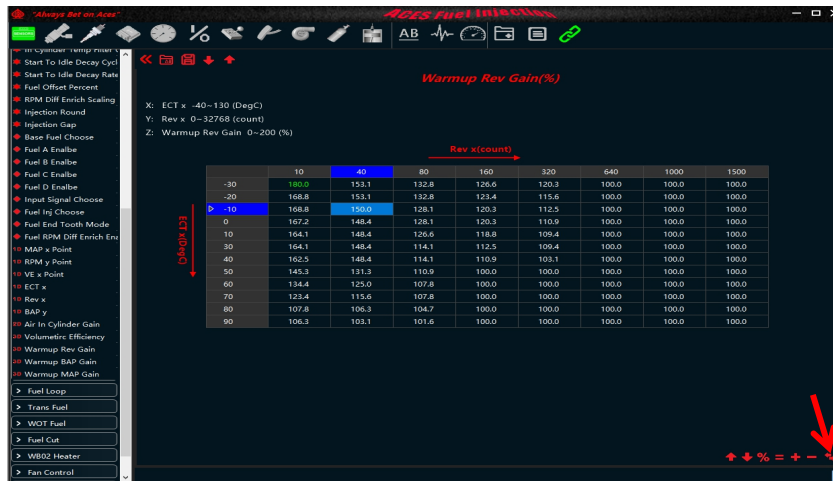 "Always Bet on Aces"
ACES Fuel Injection
AB
In Cylinder Temp Filter
Start To Idle Decay Cycl
Start To Idle Decay Rate
Fuel Offset Percent
RPM Diff Enrich Scaling
Injection Round
Injection Gap
Base Fuel Choose
Fuel A Enalbe
Fuel B Enalbe
Fuel C Enalbe
Fuel D Enalbe
Input Signal Choose
Fuel Inj Choose
Fuel End Tooth Mode
Fuel RPM Diff Enrich Ena
1D MAP x Point
1D RPM y Point
1D VE x Point
1D ECT x
1D Rev x
1D BAP y
2D Air In Cylinder Gain
2D Volumetirc Efficiency
2D Warmup Rev Gain
2D Warmup BAP Gain
2D Warmup MAP Gain
> Fuel Loop
> Trans Fuel
> WOT Fuel
> Fuel Cut
> WB02 Heater
> Fan Control
Warmup Rev Gain(%)
X: ECT x -40~130 (DegC)
Y: Rev x 0~32768 (count)
Z: Warmup Rev Gain 0~200 (%)
Rev x(count)
ECT x(DegC)
10 40 80 160 320 640 1000 1500
-30 180.0 153.1 132.8 126.6 120.3 100.0 100.0 100.0
-20 168.8 153.1 132.8 123.4 115.6 100.0 100.0 100.0
-10 168.8 150.0 128.1 120.3 112.5 100.0 100.0 100.0
0 167.2 148.4 128.1 120.3 110.9 100.0 100.0 100.0
10 164.1 148.4 126.6 118.8 109.4 100.0 100.0 100.0
30 164.1 148.4 114.1 112.5 109.4 100.0 100.0 100.0
40 162.5 148.4 114.1 110.9 103.1 100.0 100.0 100.0
50 145.3 131.3 110.9 100.0 100.0 100.0 100.0 100.0
60 134.4 125.0 107.8 100.0 100.0 100.0 100.0 100.0
70 123.4 115.6 107.8 100.0 100.0 100.0 100.0 100.0
80 107.8 106.3 104.7 100.0 100.0 100.0 100.0 100.0
90 106.3 103.1 101.6 100.0 100.0 100.0 100.0 100.0
% = + −